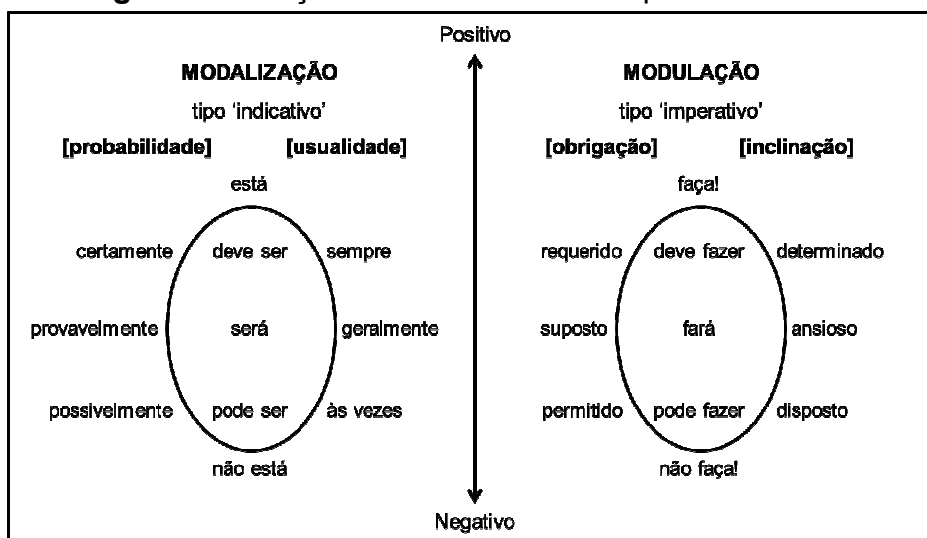 Positivo
MODALIZAÇÃO MODULAÇÃO
tipo 'indicativo' tipo 'imperativo'
[probabilidade] [usualidade] [obrigação] [inclinação]
está faça!
certamente deve ser sempre requerido deve fazer determinado
provavelmente será geralmente suposto fará ansioso
possivelmente pode ser às vezes permitido pode fazer disposto
não está não faça!
Negativo